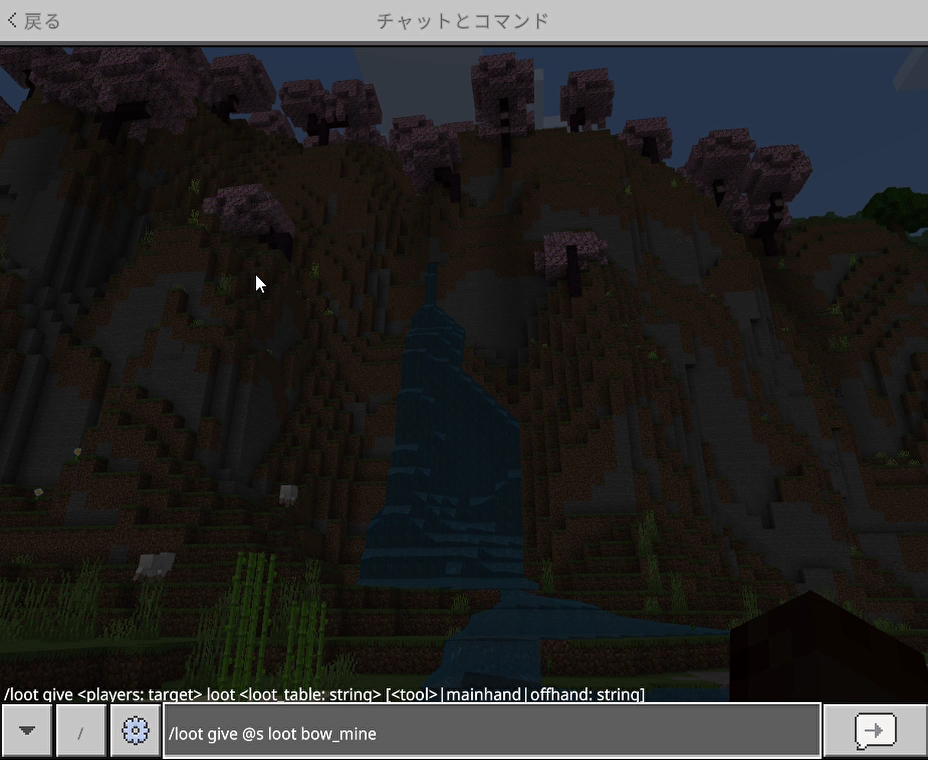 戻る
チャットとコマンド
/loot give <players: target> loot <loot_table: string> [<tool>|mainhand|offhand: string]
/
/loot give @s loot bow_mine